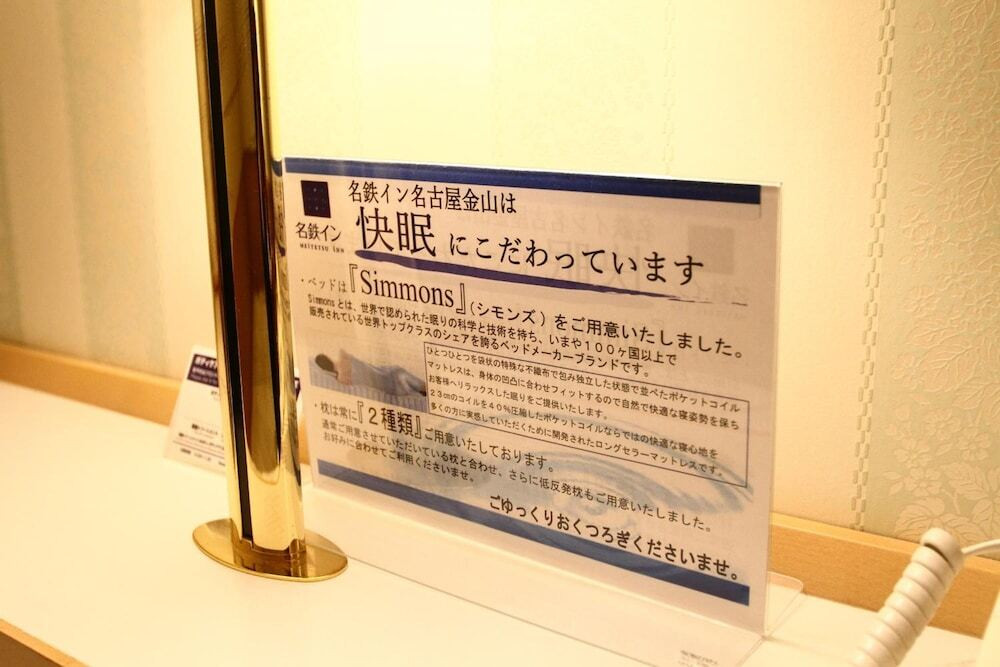 名鉄イン
MEITETSU INN
名鉄イン名古屋金山は
快眠にこだわっています
・ベッドは『Simmons』(シモンズ)をご用意いたしました。
Simmonsとは、世界で認められた眠りの科学と技術を持ち、いまや100ヶ国以上で
販売されている世界トップクラスのシェアを誇るベッドメーカーブランドです。
ひとつひとつを袋状の特殊な不織布で包み独立した状態で並べたポケットコイル
マットレスは、身体の凹凸に合わせフィットするので自然で快適な寝姿勢を保ち
お客様へリラックスした眠りをご提供いたします。
23㎝のコイルを40%圧縮したポケットコイルならではの快適な寝心地を
多くの方に実感していただくために開発されたロングセラーマットレスです。
・枕は常に『2種類』ご用意いたしております。
通常ご用意させていただいている枕と合わせ、さらに低反発枕もご用意いたしました。
お好みに合わせてご利用くださいませ。
ごゆっくりおくつろぎくださいませ。